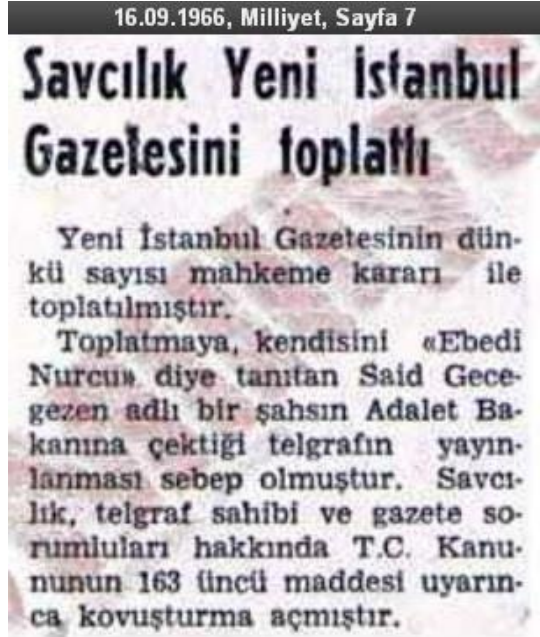 16.09.1966, Milliyet, Sayfa 7
Savcılık Yeni İstanbul
Gazetesini toplattı
Yeni İstanbul Gazetesinin dün-
kü sayısı mahkeme kararı ile
toplatılmıştır.
Toplatmaya, kendisini «Ebedi
Nurcu» diye tanıtan Said Gece-
gezen adlı bir şahsın Adalet Ba-
kanına çektiği telgrafın yayın-
lanması sebep olmuştur. Savcı-
lık, telgraf sahibi ve gazete so-
rumluları hakkında T.C. Kanu-
nunun 163 üncü maddesi uyarın-
ca kovuşturma açmıştır.